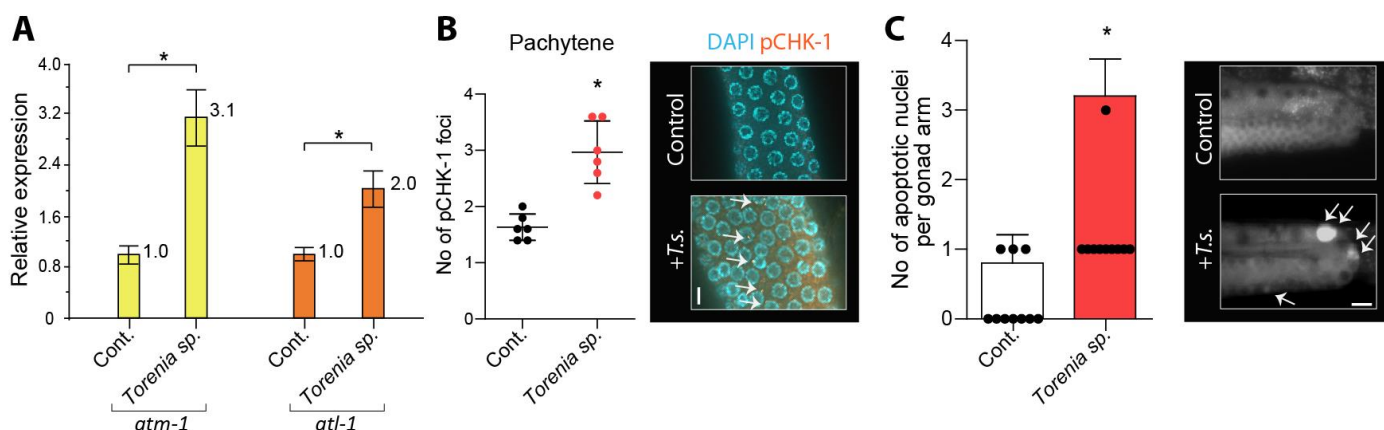 A
Relative expression
4.0
3.2
2.4
1.6
0.8
0
*
*
1.0
3.1
1.0
2.0
Cont.
Torenia sp.
Cont.
Torenia sp.
atm-1
atl-1
B
Pachytene
No of pCHK-1 foci
4
3
2
1
0
*
Cont.
Torenia sp.
DAPI pCHK-1
Control
+T.s.
C
No of apoptotic nuclei
per gonad arm
4
3
2
1
0
*
Cont.
Torenia sp.
Control
+T.s.